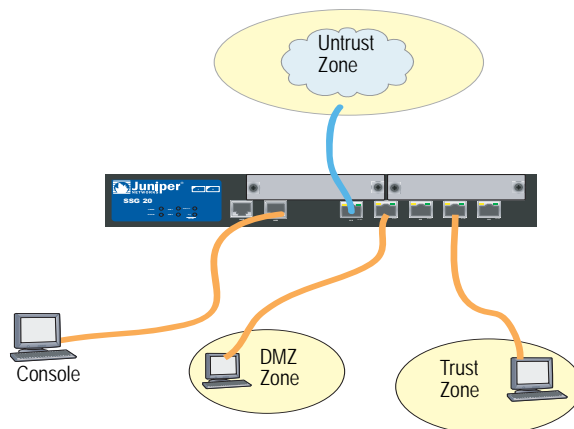 Untrust
Zone
Juniper
NETWORKS
SSG 20
Console
DMZ
Zone
Trust
Zone